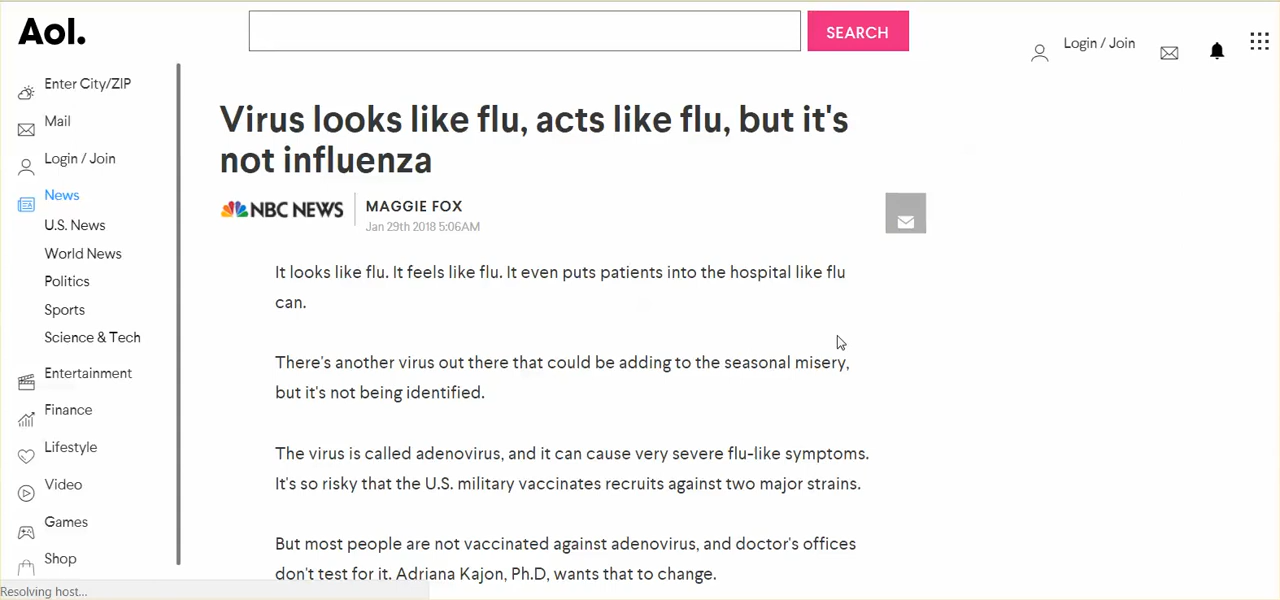 Aol.
SEARCH
Login / Join
Enter City/ZIP
Mail
Login / Join
News
U.S. News
World News
Politics
Sports
Science & Tech
Entertainment
Finance
Lifestyle
Video
Games
Shop
Virus looks like flu, acts like flu, but it's
not influenza
NBC NEWS
MAGGIE FOX
Jan 29th 2018 5:06AM
It looks like flu. It feels like flu. It even puts patients into the hospital like flu
can.
There's another virus out there that could be adding to the seasonal misery,
but it's not being identified.
The virus is called adenovirus, and it can cause very severe flu-like symptoms.
It's so risky that the U.S. military vaccinates recruits against two major strains.
But most people are not vaccinated against adenovirus, and doctor's offices
don't test for it. Adriana Kajon, Ph.D, wants that to change.
Resolving host...